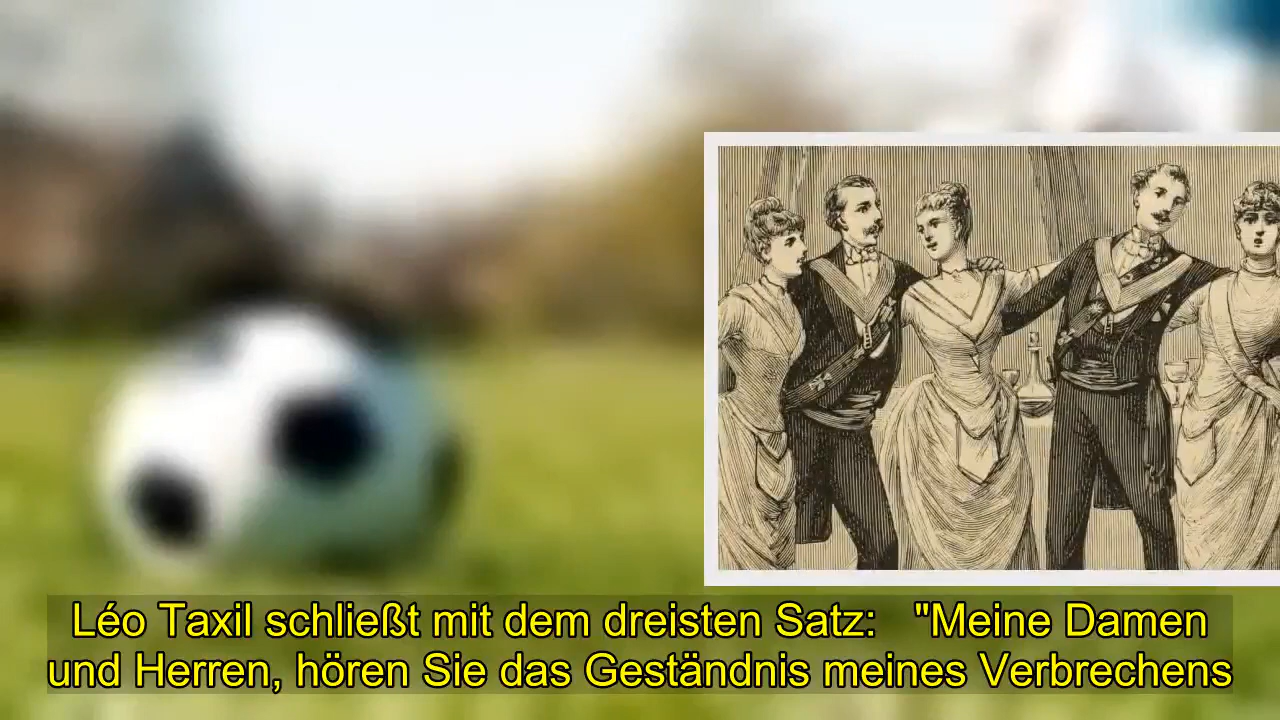 Léo Taxil schließt mit dem dreisten Satz: "Meine Damen
und Herren, hören Sie das Geständnis meines Verbrechens